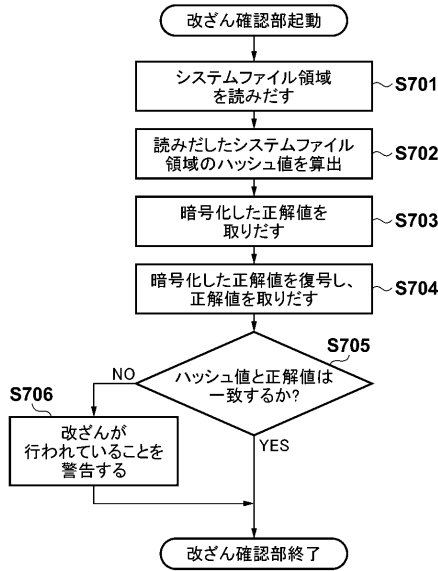 改ざん確認部起動
システムファイル領域
を読みだす
S701
読みだしたシステムファイル
領域のハッシュ値を算出
S702
暗号化した正解値を
取りだす
S703
暗号化した正解値を復号し、
正解値を取りだす
S704
S705
ハッシュ値と正解値は
一致するか?
NO
YES
S706
改ざんが
行われていることを
警告する
改ざん確認部終了